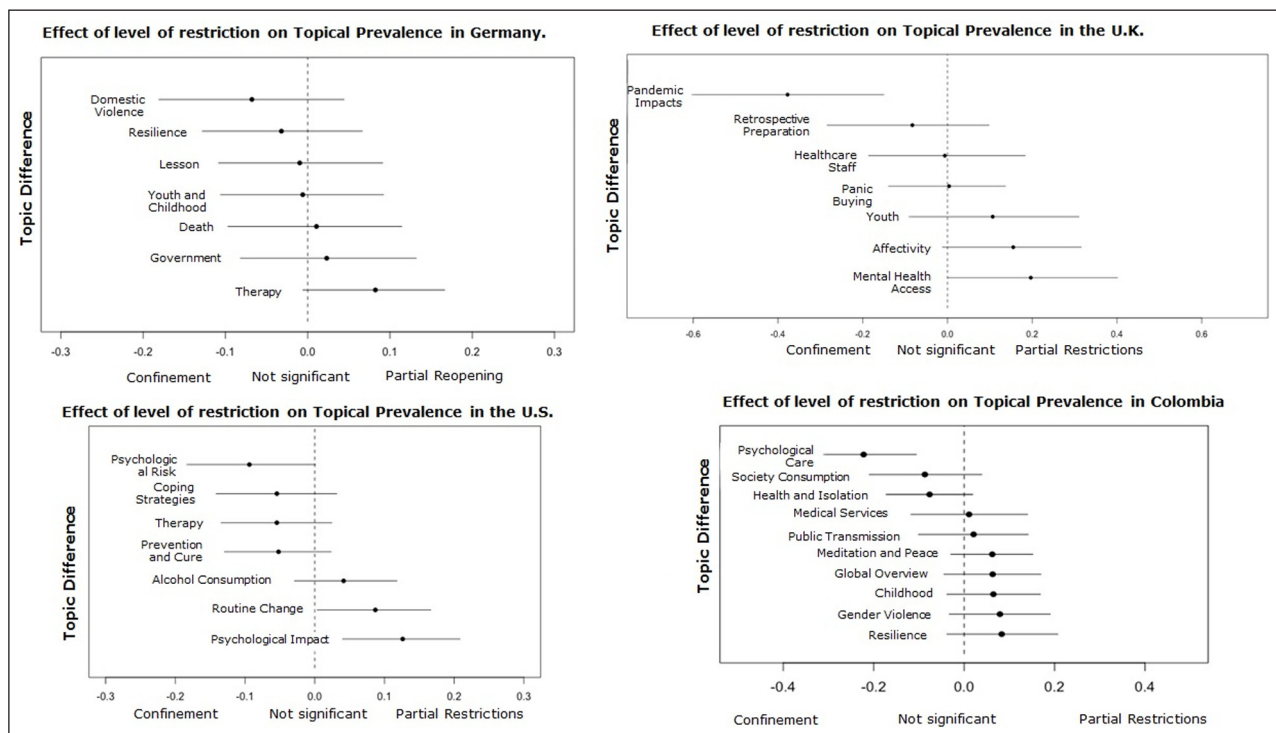 Effect of level of restriction on Topical Prevalence in Germany.
Topic Difference
Domestic
Violence
Resilience
Lesson
Youth and
Childhood
Death
Government
Therapy
-0.3 -0.2 -0.1 0.0 0.1 0.2 0.3
Confinement Not significant Partial Reopening
Effect of level of restriction on Topical Prevalence in the U.K.
Topic Difference
Pandemic
Impacts
Retrospective
Preparation
Healthcare
Staff
Panic
Buying
Youth
Affectivity
Mental Health
Access
-0.6 -0.4 -0.2 0.0 0.2 0.4 0.6
Confinement Not significant Partial Restrictions
Effect of level of restriction on Topical Prevalence in the U.S.
Topic Difference
Psychologic
al Risk
Coping
Strategies
Therapy
Prevention
and Cure
Alcohol Consumption
Routine Change
Psychological Impact
-0.3 -0.2 -0.1 0.0 0.1 0.2 0.3
Confinement Not significant Partial Restrictions
Effect of level of restriction on Topical Prevalence in Colombia
Topic Difference
Psychological
Care
Society Consumption
Health and Isolation
Medical Services
Public Transmission
Meditation and Peace
Global Overview
Childhood
Gender Violence
Resilience
-0.4 -0.2 0.0 0.2 0.4
Confinement Not significant Partial Restrictions